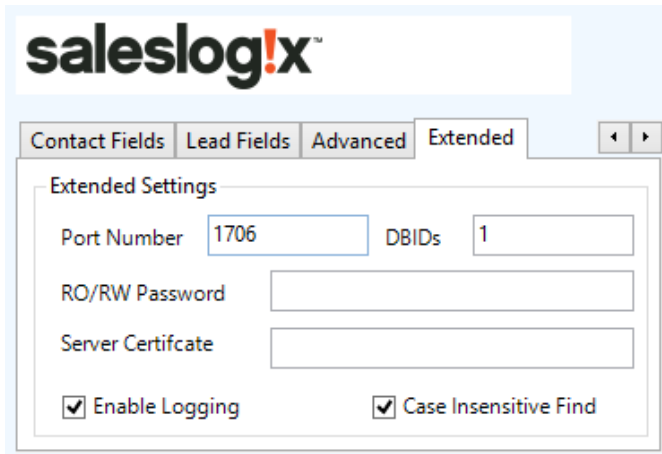 saleslog!x™
Contact Fields Lead Fields Advanced Extended
Extended Settings
Port Number 1706 DBIDs 1
RO/RW Password
Server Certifcate
Enable Logging Case Insensitive Find